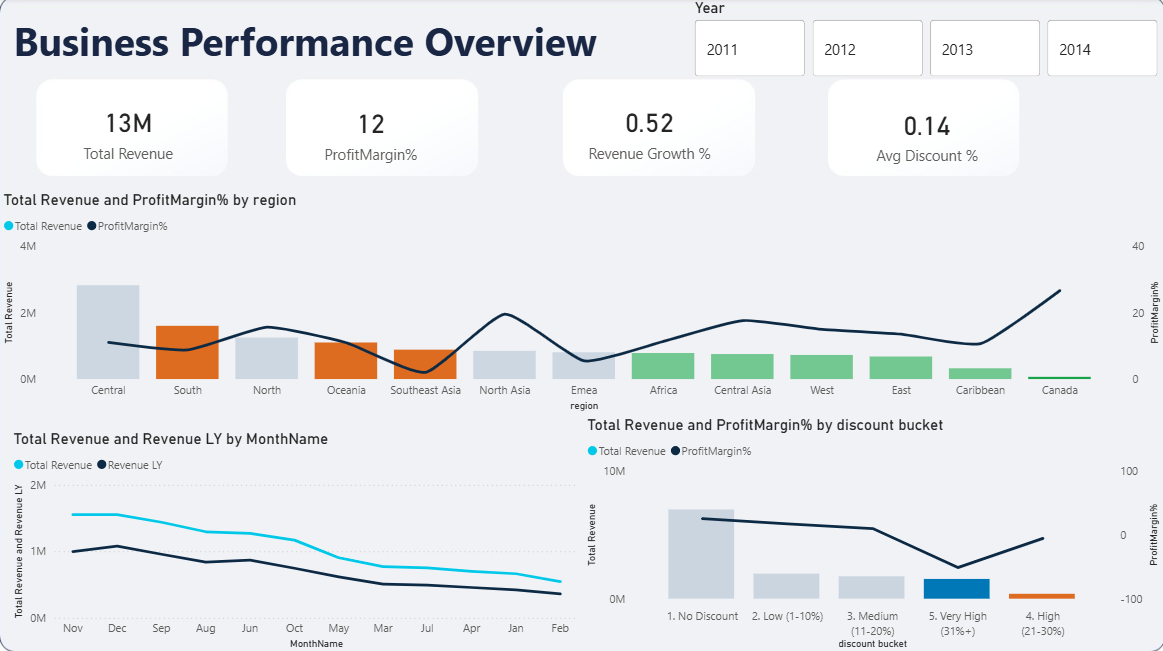 Year
Business Performance Overview
2011
2012
2013
2014
13M
Total Revenue
12
ProfitMargin%
0.52
Revenue Growth %
0.14
Avg Discount %
Total Revenue and ProfitMargin% by region
Total Revenue ProfitMargin%
4M
2M
0M
Total Revenue
40
20
0
ProfitMargin%
Central South North Oceania Southeast Asia North Asia Emea Africa Central Asia West East Caribbean Canada
region
Total Revenue and Revenue LY by MonthName
Total Revenue Revenue LY
2M
1M
0M
Total Revenue and Revenue LY
Nov Dec Sep Aug Jun Oct May Mar Jul Apr Jan Feb
MonthName
Total Revenue and ProfitMargin% by discount bucket
Total Revenue ProfitMargin%
10M
0M
Total Revenue
100
0
-100
ProfitMargin%
1. No Discount 2. Low (1-10%) 3. Medium 5. Very High 4. High
(11-20%) (31%+) (21-30%)
discount bucket